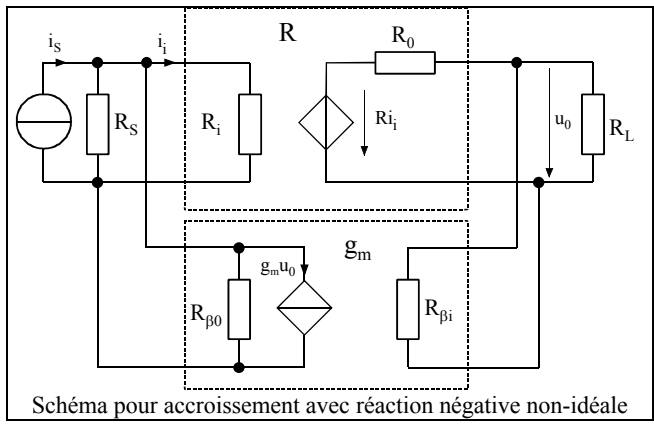 R
i_S
i_i
R_0
R_S
R_i
Ri_i
u_0
R_L
g_m
g_mu_0
R_β0
R_βi
Schéma pour accroissement avec réaction négative non-idéale